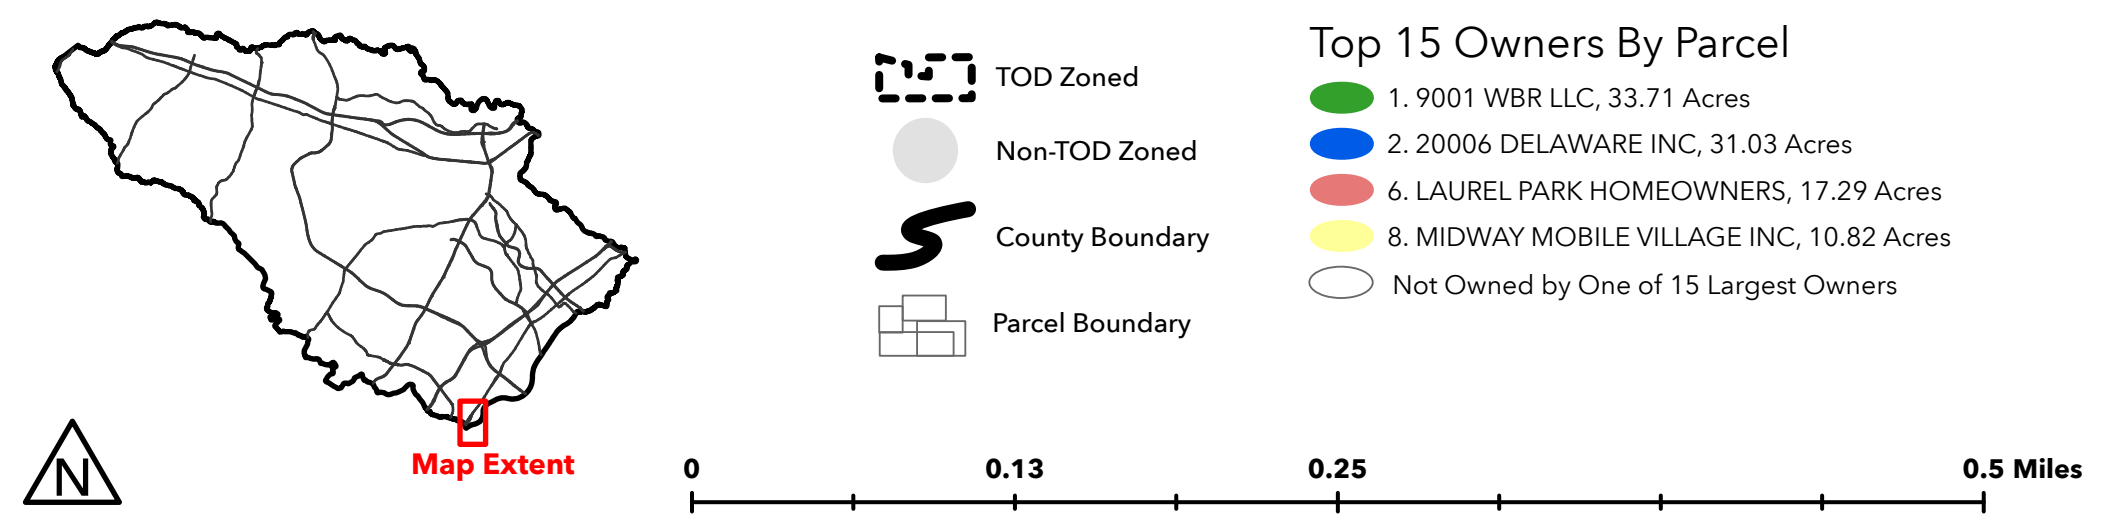 Top 15 Owners By Parcel
TOD Zoned
1. 9001 WBR LLC, 33.71 Acres
Non-TOD Zoned
2. 20006 DELAWARE INC, 31.03 Acres
6. LAUREL PARK HOMEOWNERS, 17.29 Acres
County Boundary
8. MIDWAY MOBILE VILLAGE INC, 10.82 Acres
Not Owned by One of 15 Largest Owners
Parcel Boundary
N
Map Extent
0 0.13 0.25 0.5 Miles